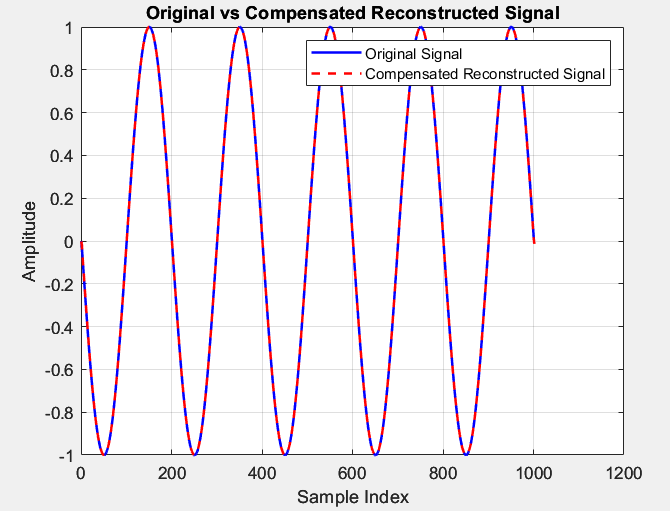 Original vs Compensated Reconstructed Signal
Original Signal
Compensated Reconstructed Signal
Amplitude
1
0.8
0.6
0.4
0.2
0
-0.2
-0.4
-0.6
-0.8
-1
0 200 400 600 800 1000 1200
Sample Index